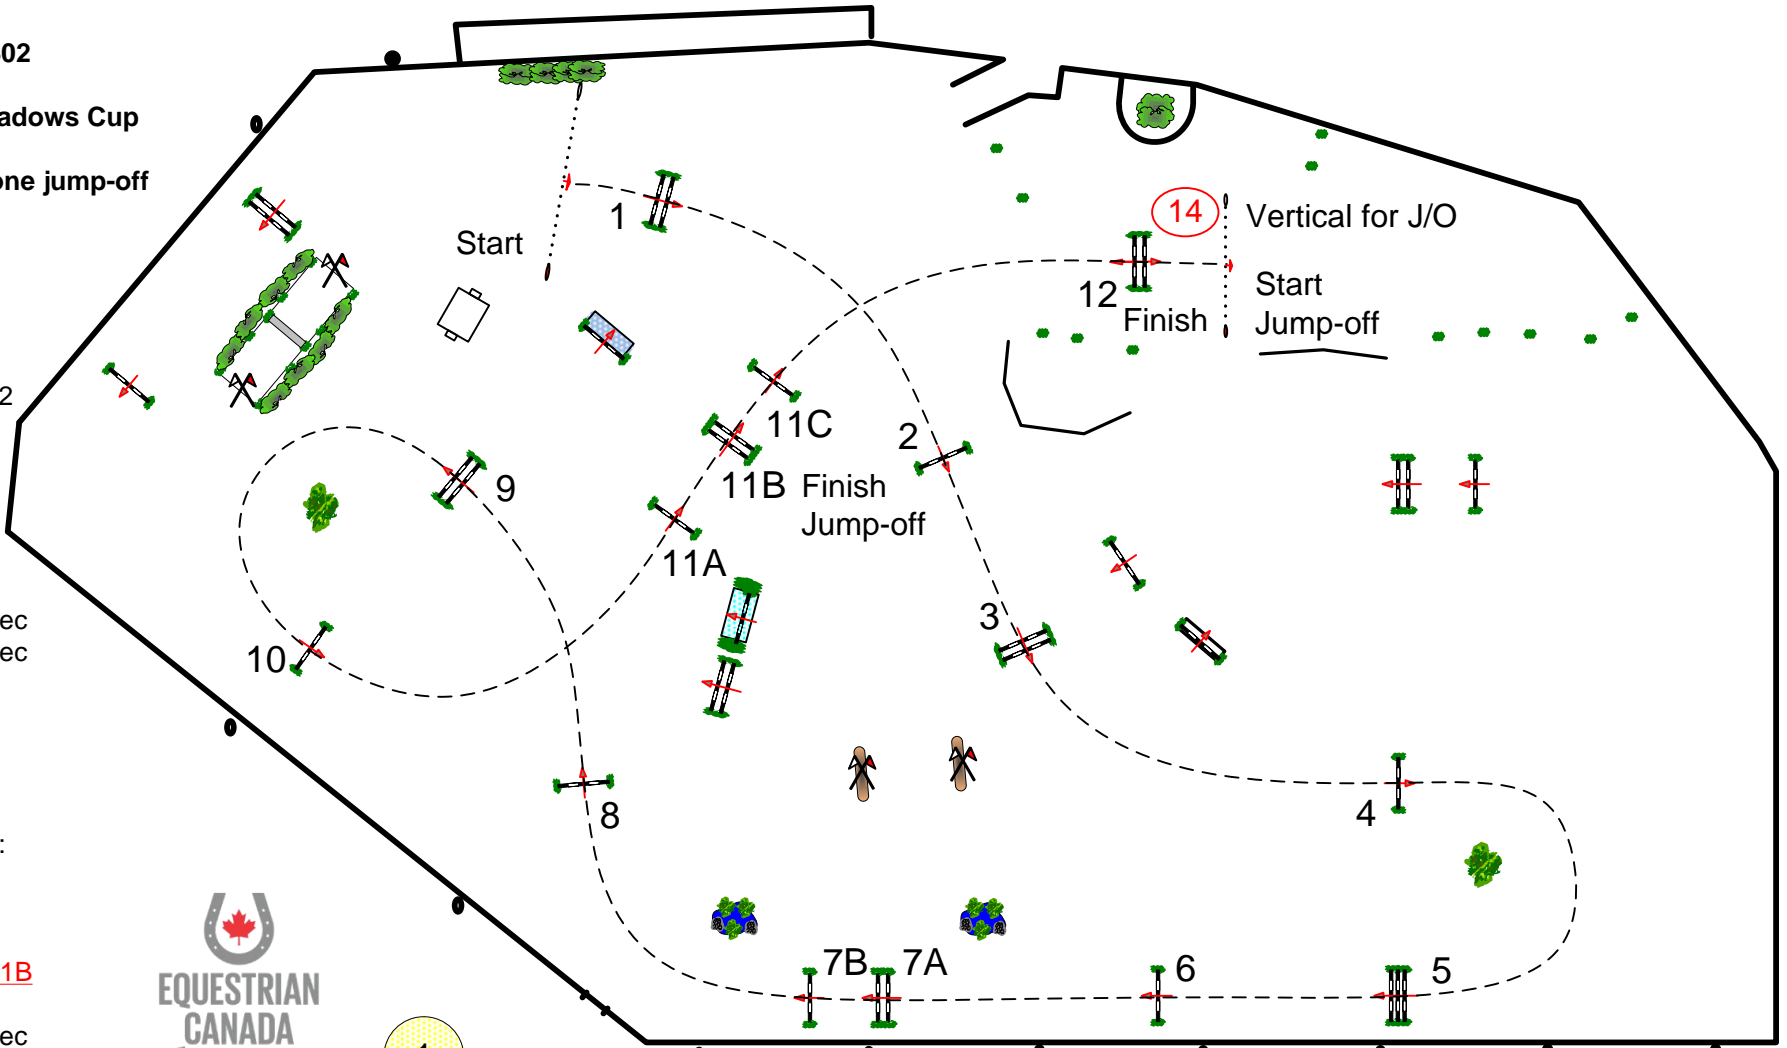 02
adows Cup
one jump-off
2
ec
ec
:
1B
ec
EQUESTRIAN
CANADA
Start
1
14
Vertical for J/O
12
Finish
Start
Jump-off
11C
2
11B
Finish
Jump-off
9
11A
3
10
4
8
7B
7A
6
5